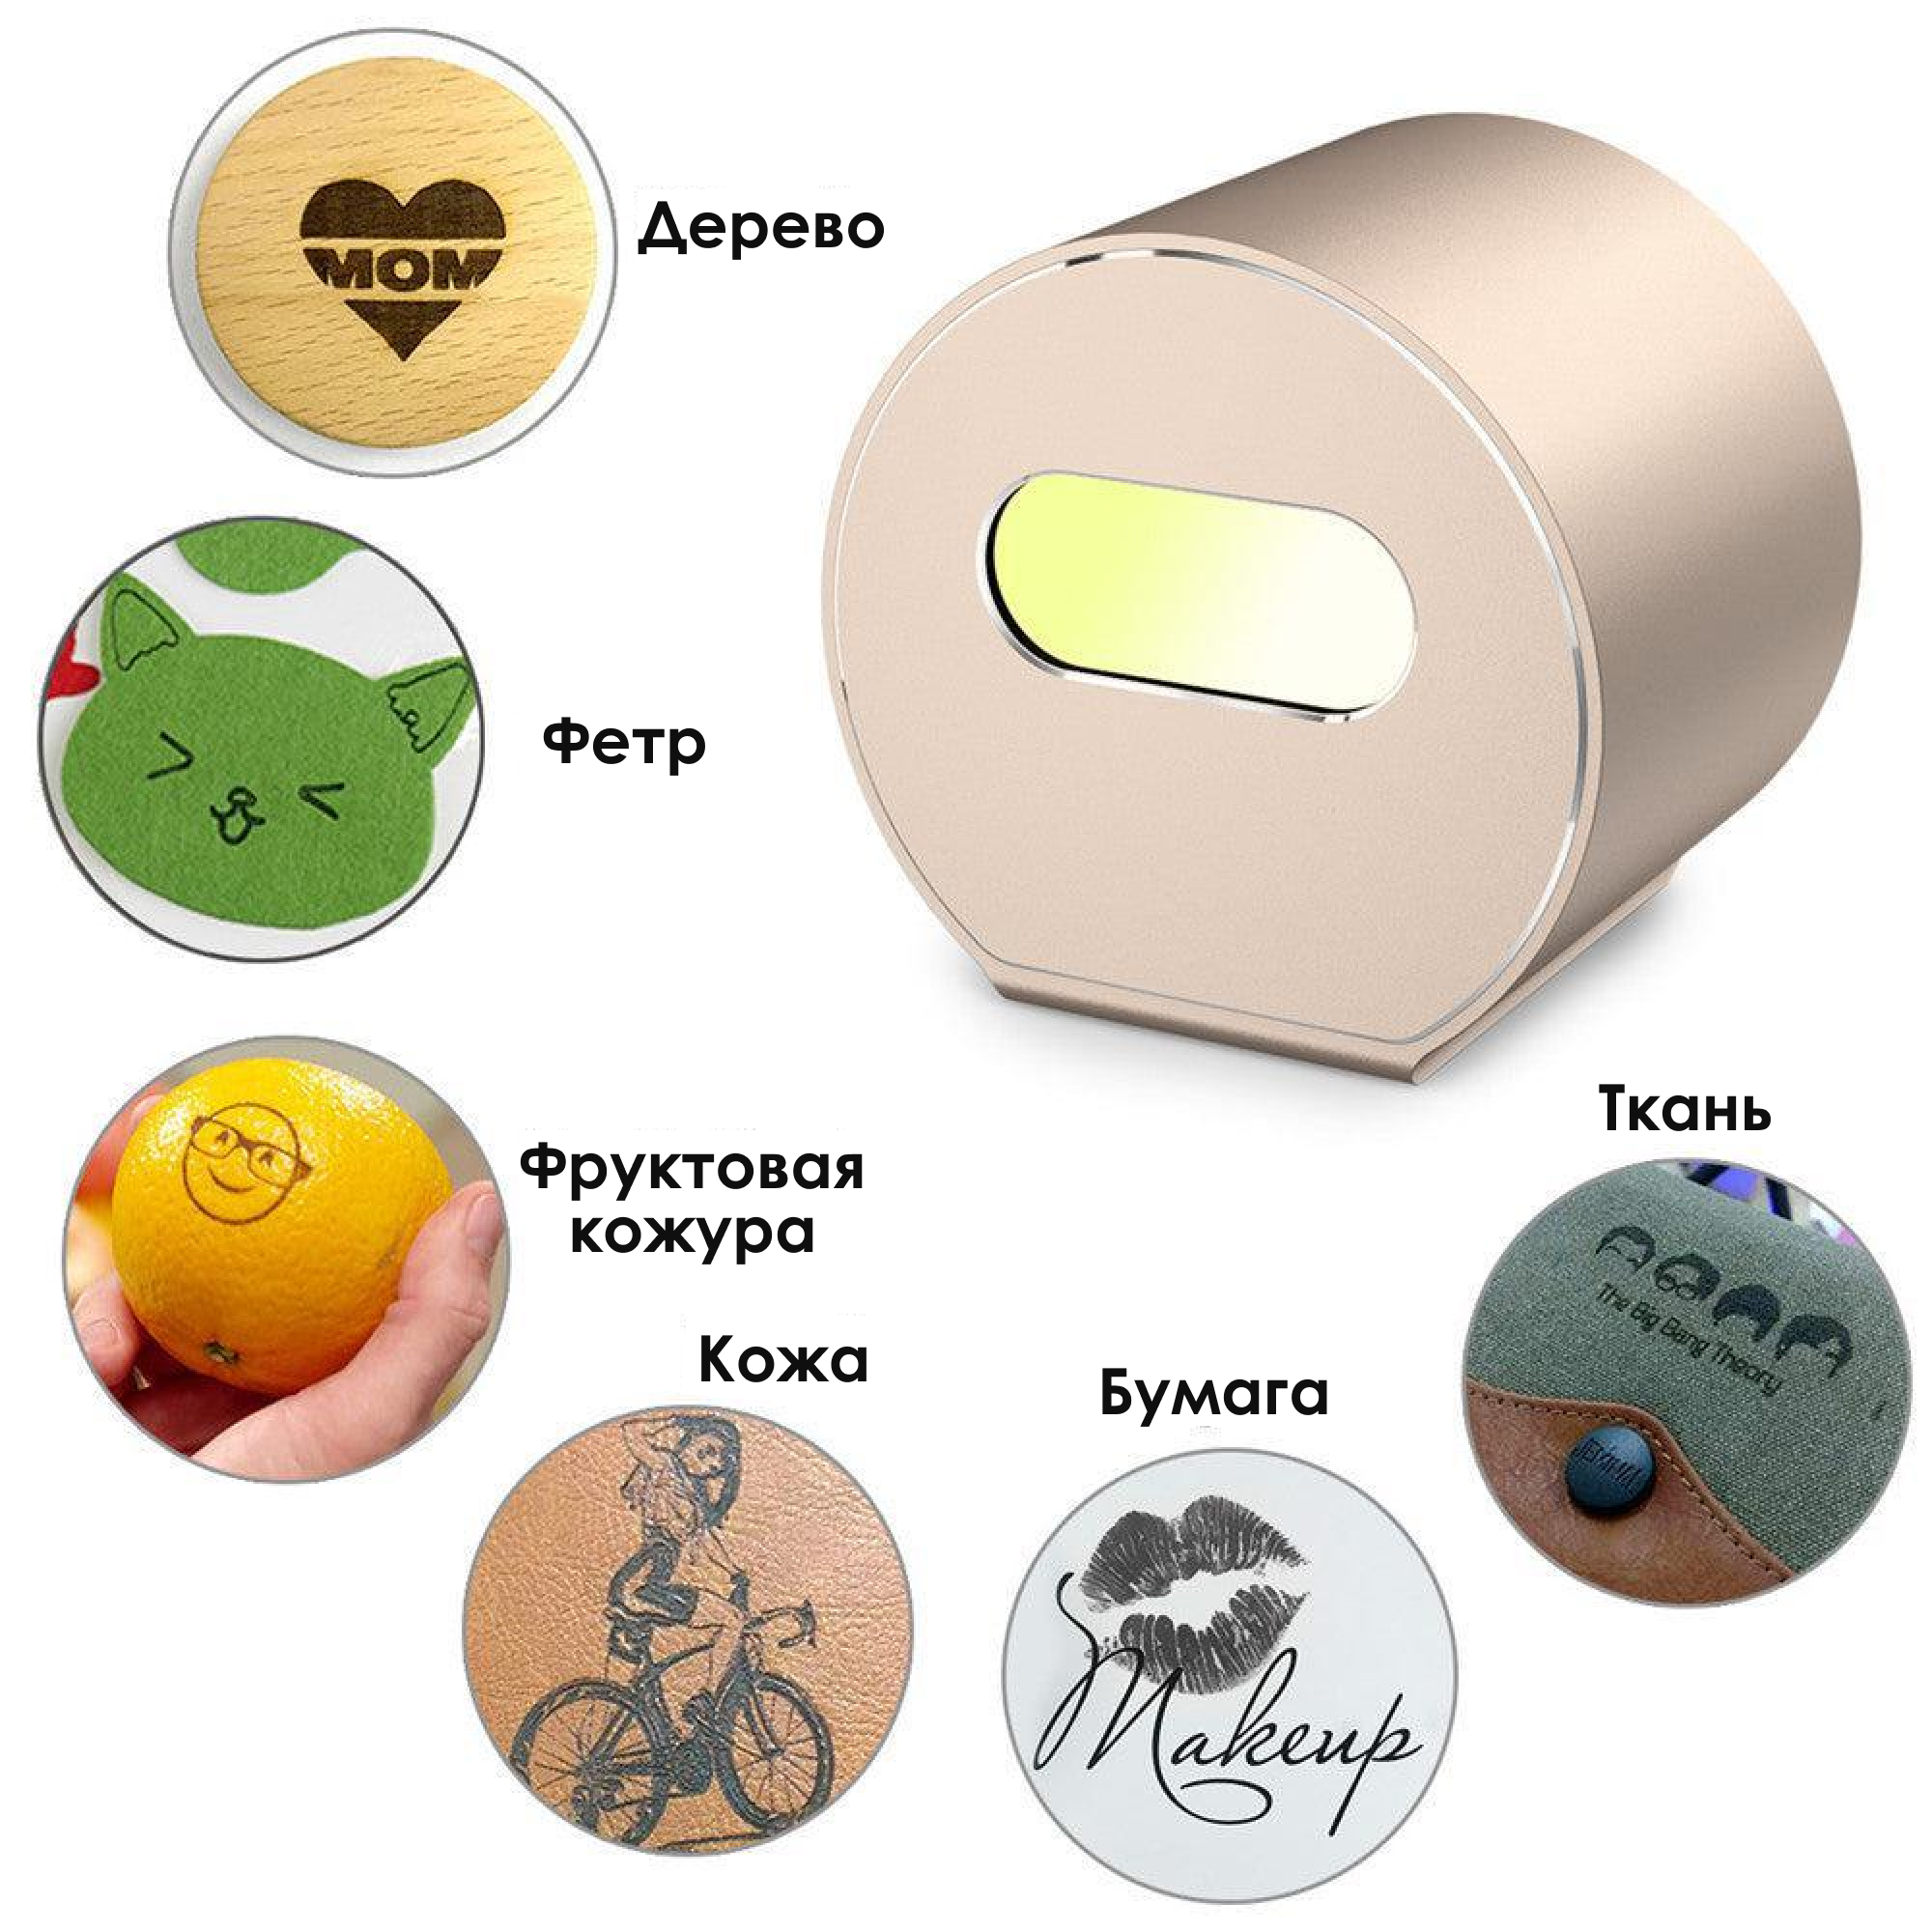 Дерево
MOM
Фетр
Фруктовая
кожура
Кожа
Бумага
Makeup
Ткань
The Big Bang Theory